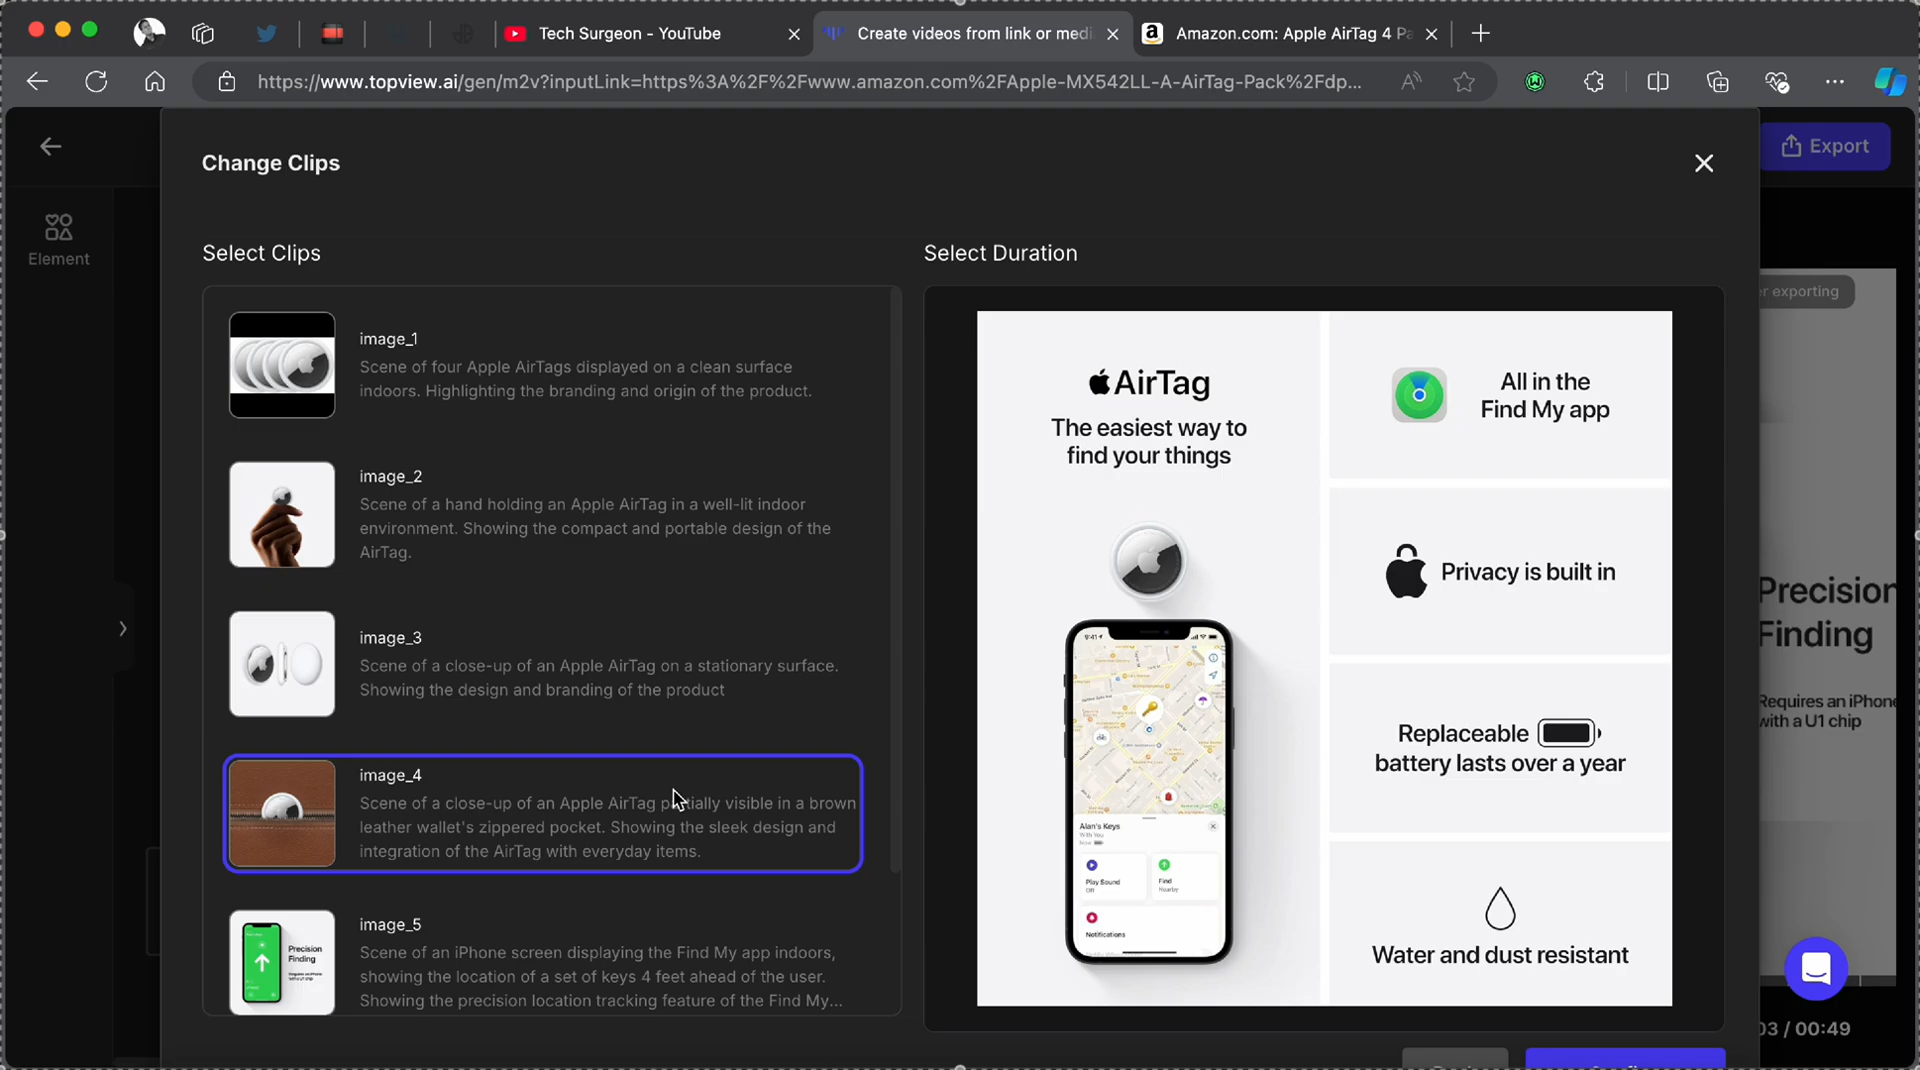 Tech Surgeon - YouTube
Create videos from link or medi
Amazon.com: Apple AirTag 4 Pa
https://www.topview.ai/gen/m2v?inputLink=https%3A%2F%2Fwww.amazon.com%2FApple-MX542LL-A-AirTag-Pack%2Fdp...
Change Clips
Export
Element
Select Clips
Select Duration
r exporting
image_1
Scene of four Apple AirTags displayed on a clean surface
indoors. Highlighting the branding and origin of the product.
image_2
Scene of a hand holding an Apple AirTag in a well-lit indoor
environment. Showing the compact and portable design of the
AirTag.
image_3
Scene of a close-up of an Apple AirTag on a stationary surface.
Showing the design and branding of the product
image_4
Scene of a close-up of an Apple AirTag partially visible in a brown
leather wallet's zippered pocket. Showing the sleek design and
integration of the AirTag with everyday items.
image_5
Scene of an iPhone screen displaying the Find My app indoors,
showing the location of a set of keys 4 feet ahead of the user.
Showing the precision location tracking feature of the Find My...
Precision
Finding
AirTag
The easiest way to
find your things
9:41
Alan's Keys
With You
Now
Play Sound
Off
Find
Nearby
Notifications
All in the
Find My app
Privacy is built in
Replaceable
battery lasts over a year
Water and dust resistant
Precision
Finding
Requires an iPhone
with a U1 chip
03 / 00:49